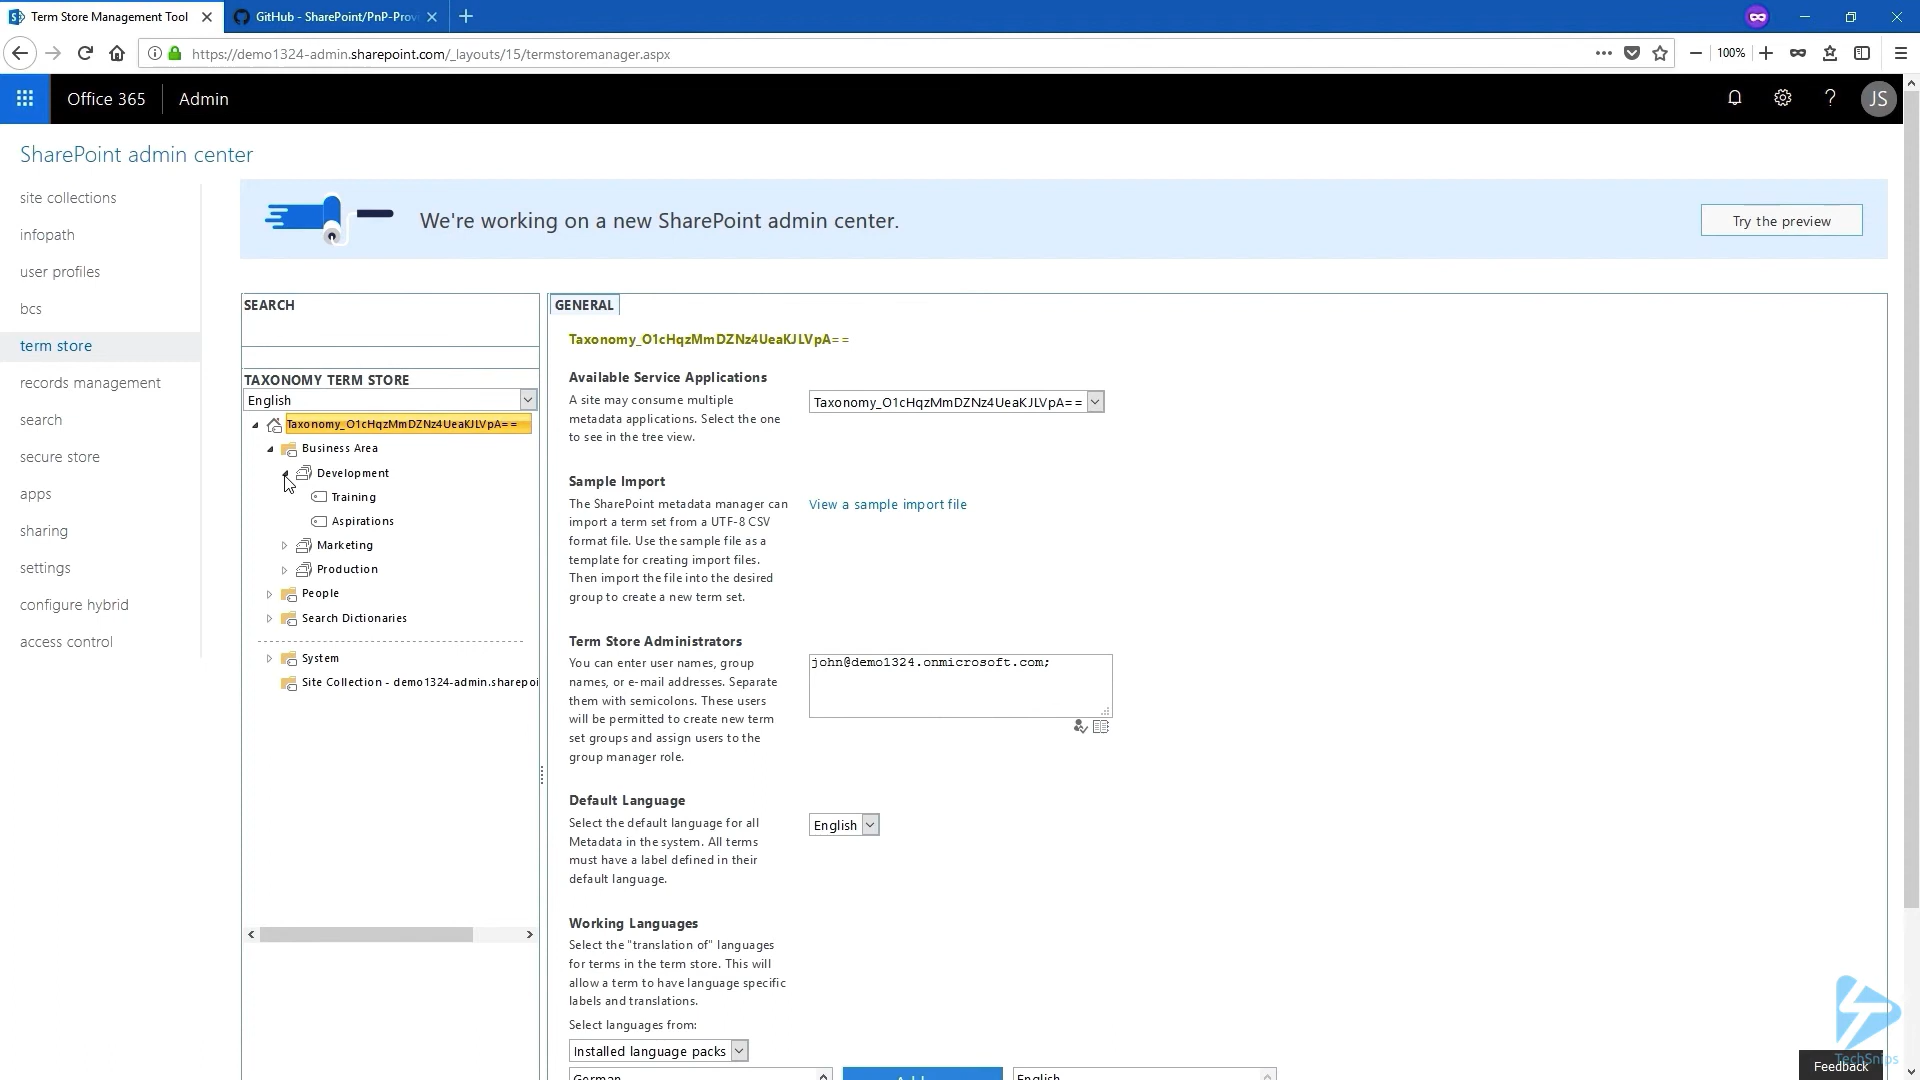 Term Store Management Tool
GitHub - SharePoint/PnP-Prov
https://demo1324-admin.sharepoint.com/_layouts/15/termstoremanager.aspx
100%
Office 365
Admin
?
JS
SharePoint admin center
site collections
infopath
user profiles
bcs
term store
records management
search
secure store
apps
sharing
settings
configure hybrid
access control
We're working on a new SharePoint admin center.
Try the preview
SEARCH
TAXONOMY TERM STORE
English
Taxonomy_O1cHqzMmDZNz4UeaKJLVpA==
Business Area
Development
Training
Aspirations
Marketing
Production
People
Search Dictionaries
System
Site Collection - demo1324-admin.sharepoi
GENERAL
Taxonomy_O1cHqzMmDZNz4UeaKJLVpA==
Available Service Applications
A site may consume multiple
metadata applications. Select the one
to see in the tree view.
Taxonomy_O1cHqzMmDZNz4UeaKJLVpA==
Sample Import
The SharePoint metadata manager can
import a term set from a UTF-8 CSV
format file. Use the sample file as a
template for creating import files.
Then import the file into the desired
group to create a new term set.
View a sample import file
Term Store Administrators
You can enter user names, group
names, or e-mail addresses. Separate
them with semicolons. These users
will be permitted to create new term
set groups and assign users to the
group manager role.
john@demo1324.onmicrosoft.com;
Default Language
Select the default language for all
Metadata in the system. All terms
must have a label defined in their
default language.
English
Working Languages
Select the "translation of" languages
for terms in the term store. This will
allow a term to have language specific
labels and translations.
Select languages from:
Installed language packs
German
English
TechSnips
Feedback